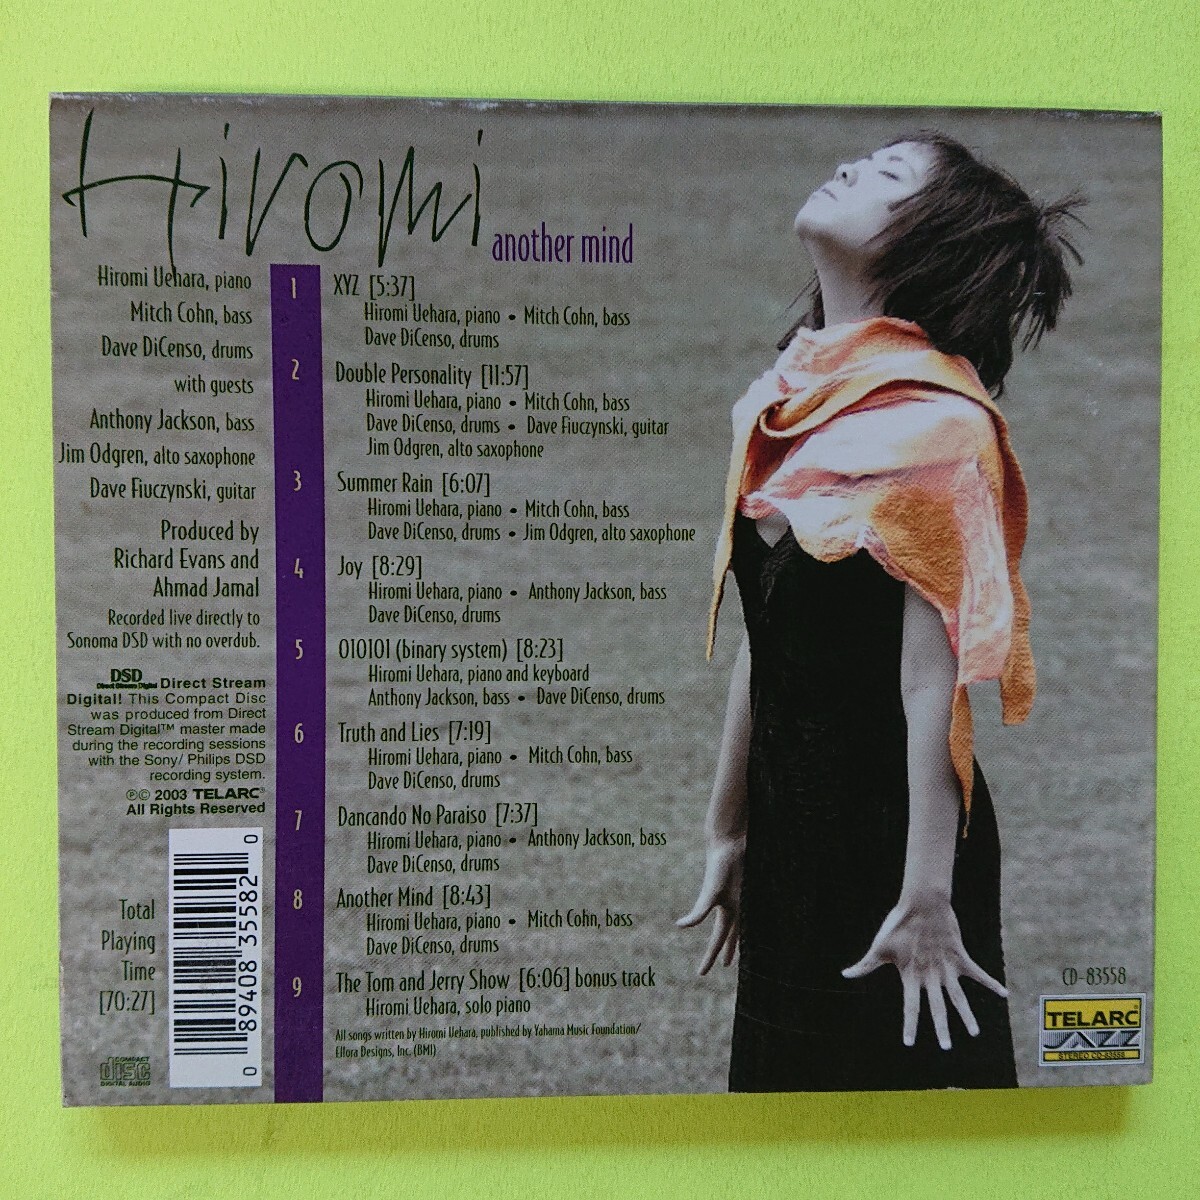 Hiromi
another mind
Hiromi Uehara, piano
Mitch Cohn, bass
Dave DiCenso, drums
with guests
Anthony Jackson, bass
Jim Odgren, alto saxophone
Dave Fiuczynski, guitar
Produced by
Richard Evans and
Ahmad Jamal
Recorded live directly to
Sonoma DSD with no overdub.
DSD
Direct Stream Digital
Direct Stream
Digital! This Compact Disc
was produced from Direct
Stream Digital™ master made
during the recording sessions
with the Sony/ Philips DSD
recording system.
℗© 2003 TELARC®
All Rights Reserved
Total
Playing
Time
[70:27]
0 89408 35582 0
COMPACT
disc
DIGITAL AUDIO
1 XYZ [5:37]
Hiromi Uehara, piano • Mitch Cohn, bass
Dave DiCenso, drums
2 Double Personality [11:57]
Hiromi Uehara, piano • Mitch Cohn, bass
Dave DiCenso, drums • Dave Fiuczynski, guitar
Jim Odgren, alto saxophone
3 Summer Rain [6:07]
Hiromi Uehara, piano • Mitch Cohn, bass
Dave DiCenso, drums • Jim Odgren, alto saxophone
4 Joy [8:29]
Hiromi Uehara, piano • Anthony Jackson, bass
Dave DiCenso, drums
5 010101 (binary system) [8:23]
Hiromi Uehara, piano and keyboard
Anthony Jackson, bass • Dave DiCenso, drums
6 Truth and Lies [7:19]
Hiromi Uehara, piano • Mitch Cohn, bass
Dave DiCenso, drums
7 Dancando No Paraiso [7:37]
Hiromi Uehara, piano • Anthony Jackson, bass
Dave DiCenso, drums
8 Another Mind [8:43]
Hiromi Uehara, piano • Mitch Cohn, bass
Dave DiCenso, drums
9 The Tom and Jerry Show [6:06] bonus track
Hiromi Uehara, solo piano
All songs written by Hiromi Uehara, published by Yahama Music Foundation/
Ellora Designs, Inc. (BMI)
CD-83558
TELARC
JAZZ
STEREO CD-83558